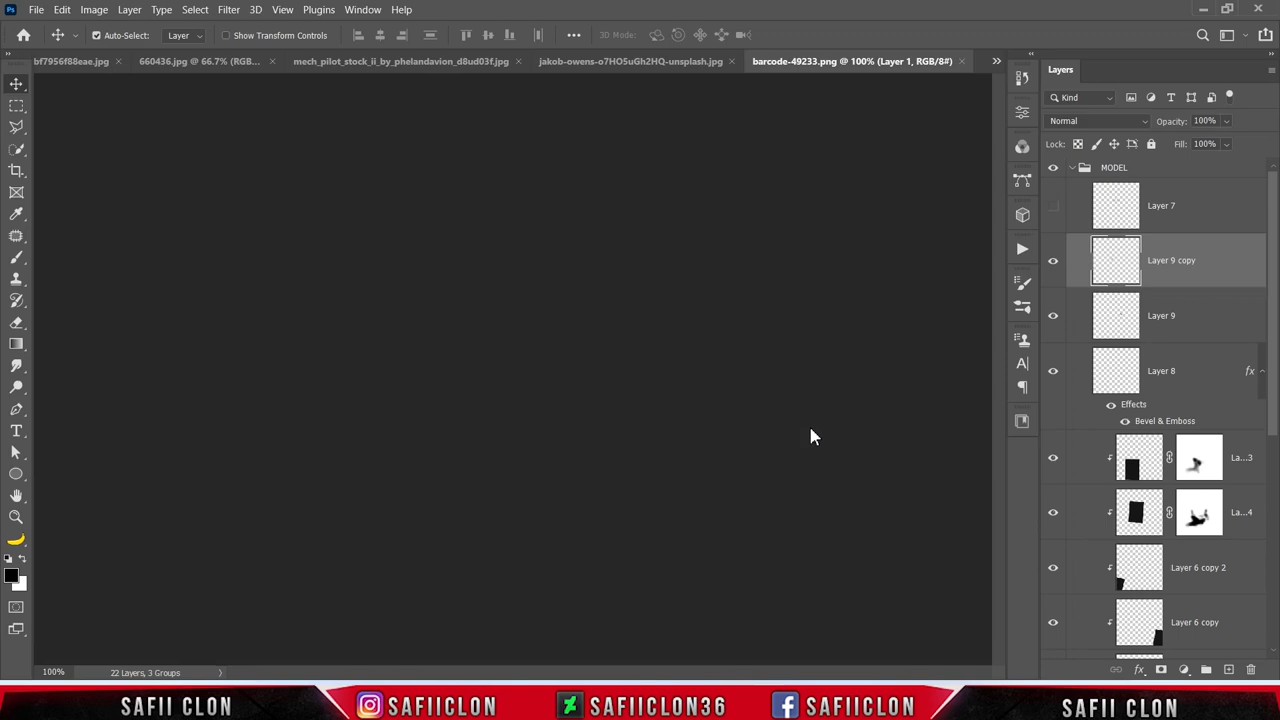 Ps File Edit Image Layer Type Select Filter 3D View Plugins Window Help
Auto-Select: Layer Show Transform Controls 3D Mode:
bf7956f88eae.jpg 660436.jpg @ 66.7% (RGB... mech_pilot_stock_ii_by_phelandavion_d8ud03f.jpg jakob-owens-o7HO5uGh2HQ-unsplash.jpg barcode-49233.png @ 100% (Layer 1, RGB/8#)
Layers
Kind
Normal Opacity: 100%
Lock: Fill: 100%
MODEL
Layer 7
Layer 9 copy
Layer 9
Layer 8 fx
Effects
Bevel & Emboss
La...3
La...4
Layer 6 copy 2
Layer 6 copy
100% 22 Layers, 3 Groups
SAFII CLON SAFIICLON SAFIICLON36 SAFIICLON SAFII CLON